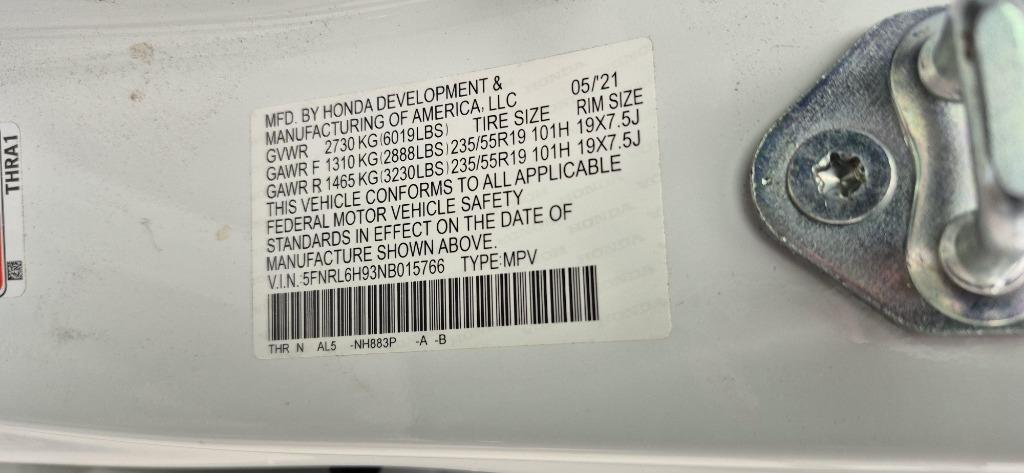 THRA1
MFD. BY HONDA DEVELOPMENT & 05/'21
MANUFACTURING OF AMERICA, LLC
GVWR 2730 KG(6019LBS) TIRE SIZE RIM SIZE
GAWR F 1310 KG(2888LBS) 235/55R19 101H 19X7.5J
GAWR R 1465 KG(3230LBS) 235/55R19 101H 19X7.5J
THIS VEHICLE CONFORMS TO ALL APPLICABLE
FEDERAL MOTOR VEHICLE SAFETY
STANDARDS IN EFFECT ON THE DATE OF
MANUFACTURE SHOWN ABOVE.
V.I.N.:5FNRL6H93NB015766 TYPE:MPV
THR N AL5 -NH883P -A -B